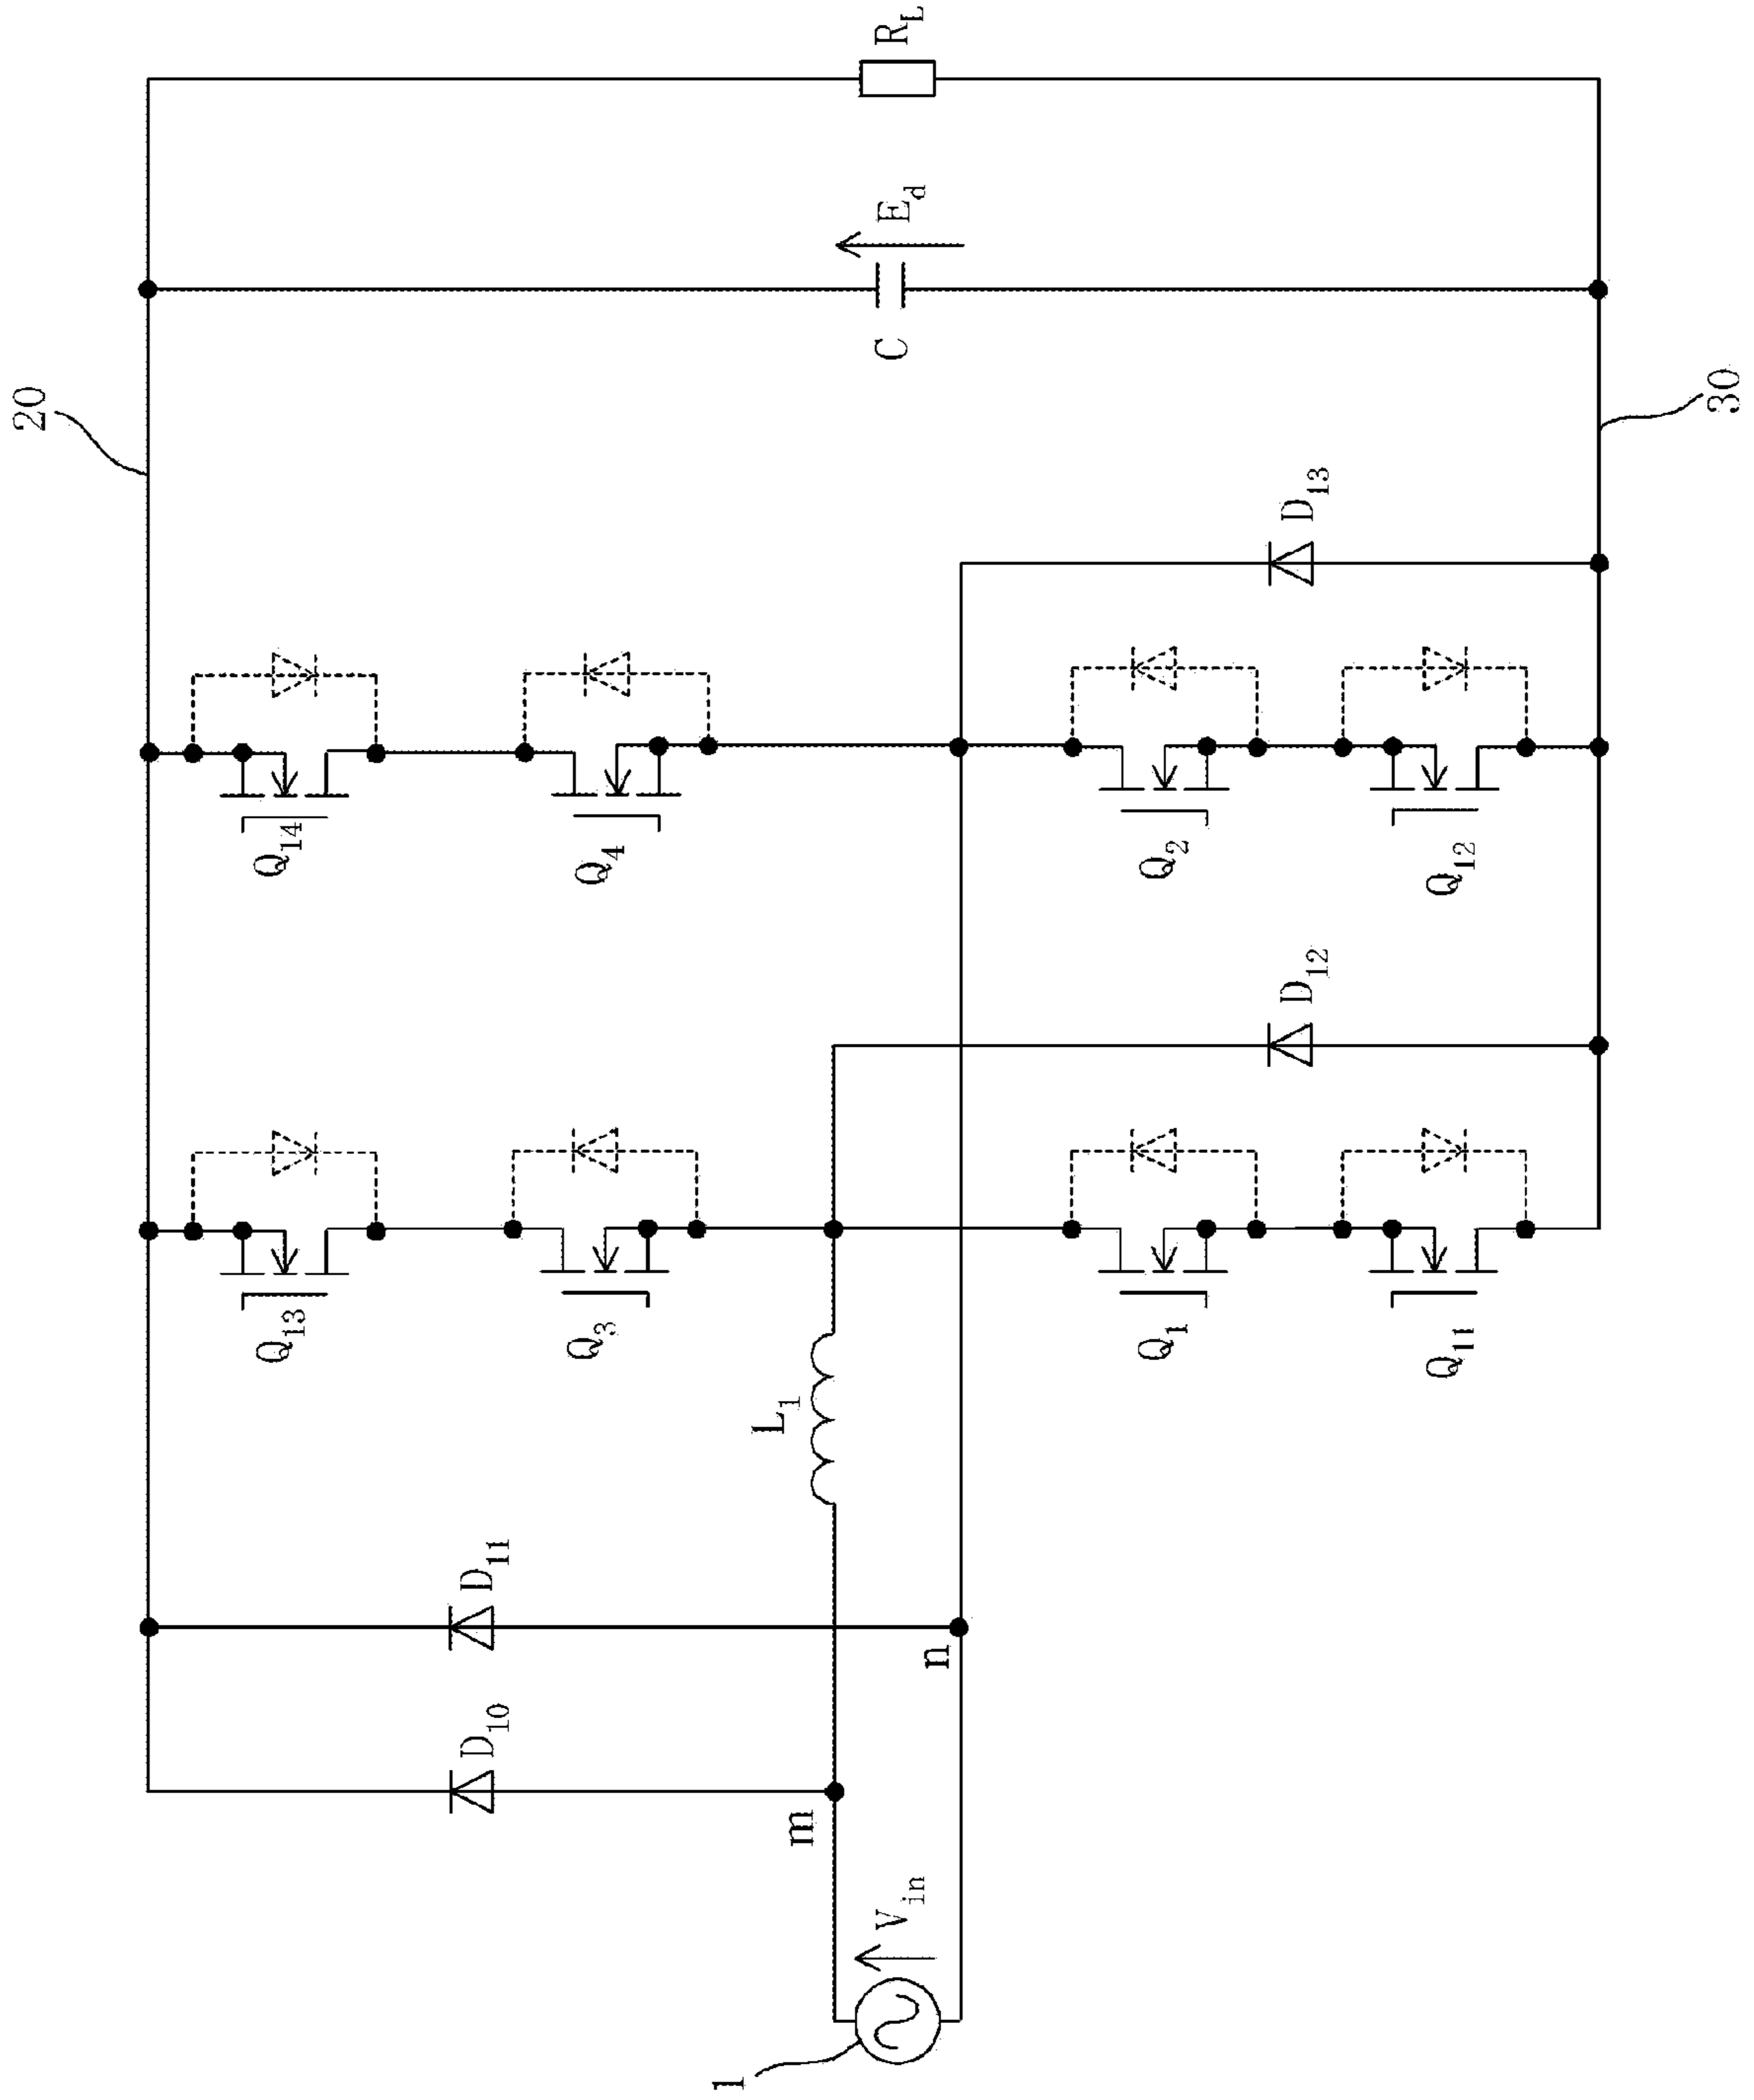 20
R_L
E_d
C
30
D_13
Q_14
Q_4
Q_2
Q_12
D_12
Q_13
Q_3
Q_1
Q_11
L_1
D_11
n
D_10
m
V_in
1